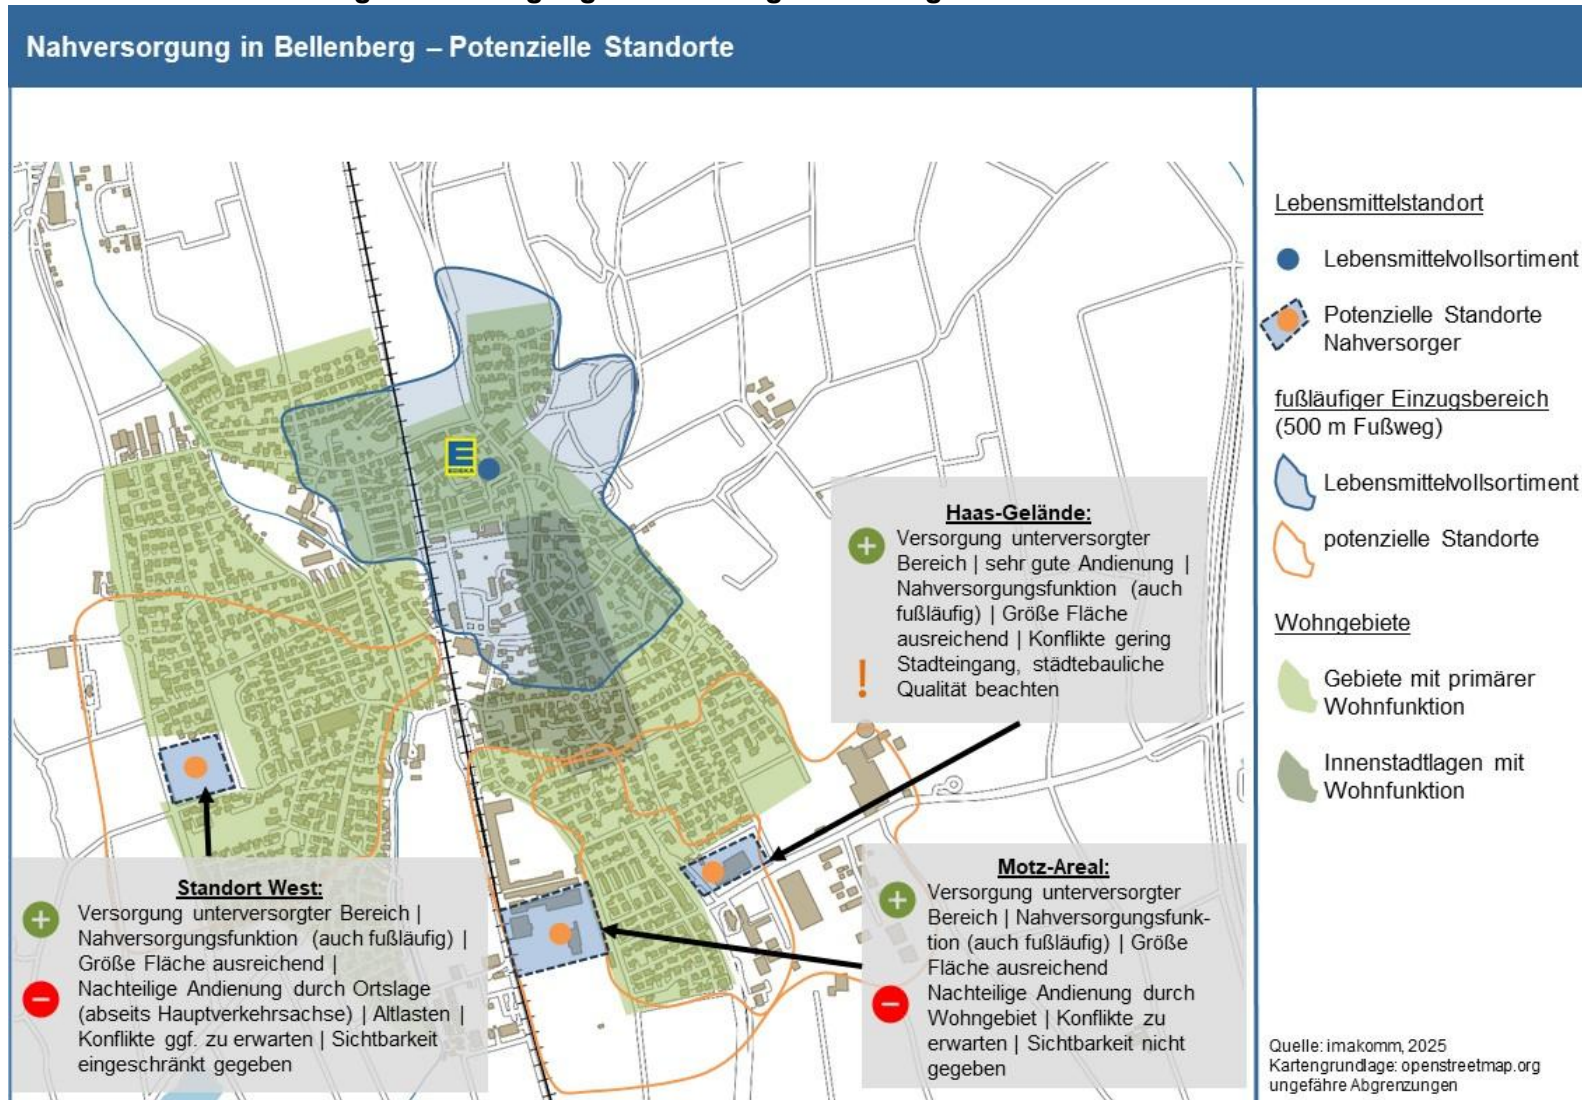 Nahversorgung in Bellenberg – Potenzielle Standorte
E
EDEKA
Haas-Gelände:
Versorgung unterversorgter
Bereich | sehr gute Andienung |
Nahversorgungsfunktion (auch
fußläufig) | Größe Fläche
ausreichend | Konflikte gering
! Stadteingang, städtebauliche
Qualität beachten
Standort West:
Versorgung unterversorgter Bereich |
Nahversorgungsfunktion (auch fußläufig) |
Größe Fläche ausreichend |
Nachteilige Andienung durch Ortslage
(abseits Hauptverkehrsachse) | Altlasten |
Konflikte ggf. zu erwarten | Sichtbarkeit
eingeschränkt gegeben
Motz-Areal:
Versorgung unterversorgter
Bereich | Nahversorgungsfunk-
tion (auch fußläufig) | Größe
Fläche ausreichend
Nachteilige Andienung durch
Wohngebiet | Konflikte zu
erwarten | Sichtbarkeit nicht
gegeben
Lebensmittelstandort
Lebensmittelvollsortiment
Potenzielle Standorte
Nahversorger
fußläufiger Einzugsbereich
(500 m Fußweg)
Lebensmittelvollsortiment
potenzielle Standorte
Wohngebiete
Gebiete mit primärer
Wohnfunktion
Innenstadtlagen mit
Wohnfunktion
Quelle: imakomm, 2025
Kartengrundlage: openstreetmap.org
ungefähre Abgrenzungen